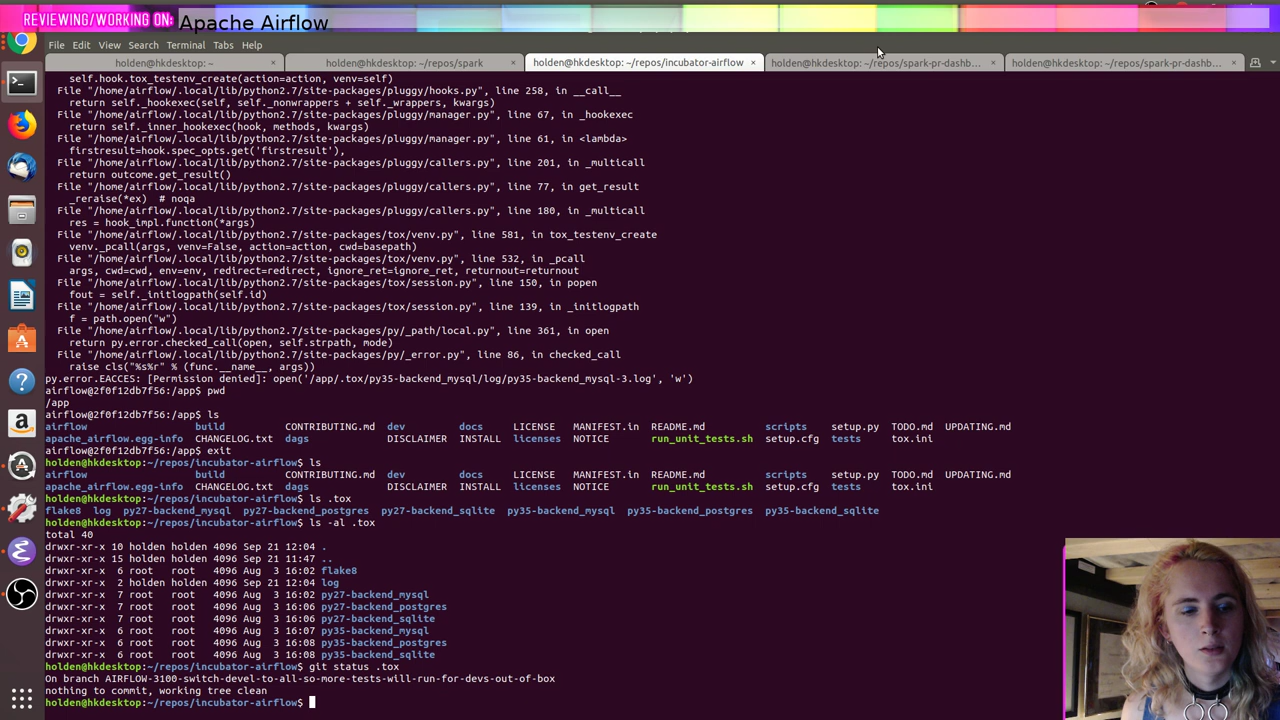 REVIEWING/WORKING ON: Apache Airflow
File Edit View Search Terminal Tabs Help
holden@hkdesktop: ~ × holden@hkdesktop: ~/repos/spark × holden@hkdesktop: ~/repos/incubator-airflow × holden@hkdesktop: ~/repos/spark-pr-dashb... × holden@hkdesktop: ~/repos/spark-pr-dashb... ×
self.hook.tox_testenv_create(action=action, venv=self)
File "/home/airflow/.local/lib/python2.7/site-packages/pluggy/hooks.py", line 258, in __call__
return self._hookexec(self, self._nonwrappers + self._wrappers, kwargs)
File "/home/airflow/.local/lib/python2.7/site-packages/pluggy/manager.py", line 67, in _hookexec
return self._inner_hookexec(hook, methods, kwargs)
File "/home/airflow/.local/lib/python2.7/site-packages/pluggy/manager.py", line 61, in <lambda>
firstresult=hook.spec_opts.get('firstresult'),
File "/home/airflow/.local/lib/python2.7/site-packages/pluggy/callers.py", line 201, in _multicall
return outcome.get_result()
File "/home/airflow/.local/lib/python2.7/site-packages/pluggy/callers.py", line 77, in get_result
_reraise(*ex)  # noqa
File "/home/airflow/.local/lib/python2.7/site-packages/pluggy/callers.py", line 180, in _multicall
res = hook_impl.function(*args)
File "/home/airflow/.local/lib/python2.7/site-packages/tox/venv.py", line 581, in tox_testenv_create
venv._pcall(args, venv=False, action=action, cwd=basepath)
File "/home/airflow/.local/lib/python2.7/site-packages/tox/venv.py", line 532, in _pcall
args, cwd=cwd, env=env, redirect=redirect, ignore_ret=ignore_ret, returnout=returnout
File "/home/airflow/.local/lib/python2.7/site-packages/tox/session.py", line 150, in popen
fout = self._initlogpath(self.id)
File "/home/airflow/.local/lib/python2.7/site-packages/tox/session.py", line 139, in _initlogpath
f = path.open("w")
File "/home/airflow/.local/lib/python2.7/site-packages/py/_path/local.py", line 361, in open
return py.error.checked_call(open, self.strpath, mode)
File "/home/airflow/.local/lib/python2.7/site-packages/py/_error.py", line 86, in checked_call
raise cls("%s%r" % (func.__name__, args))
py.error.EACCES: [Permission denied]: open('/app/.tox/py35-backend_mysql/log/py35-backend_mysql-3.log', 'w')
airflow@2f0f12db7f56:/app$ pwd
/app
airflow@2f0f12db7f56:/app$ ls
airflow build CONTRIBUTING.md dev docs LICENSE MANIFEST.in README.md scripts setup.py TODO.md UPDATING.md
apache_airflow.egg-info CHANGELOG.txt dags DISCLAIMER INSTALL licenses NOTICE run_unit_tests.sh setup.cfg tests tox.ini
airflow@2f0f12db7f56:/app$ exit
holden@hkdesktop:~/repos/incubator-airflow$ ls
airflow build CONTRIBUTING.md dev docs LICENSE MANIFEST.in README.md scripts setup.py TODO.md UPDATING.md
apache_airflow.egg-info CHANGELOG.txt dags DISCLAIMER INSTALL licenses NOTICE run_unit_tests.sh setup.cfg tests tox.ini
holden@hkdesktop:~/repos/incubator-airflow$ ls .tox
flake8 log py27-backend_mysql py27-backend_postgres py27-backend_sqlite py35-backend_mysql py35-backend_postgres py35-backend_sqlite
holden@hkdesktop:~/repos/incubator-airflow$ ls -al .tox
total 40
drwxr-xr-x 10 holden holden 4096 Sep 21 12:04 .
drwxr-xr-x 15 holden holden 4096 Sep 21 11:47 ..
drwxr-xr-x 6 root root 4096 Aug 3 16:02 flake8
drwxr-xr-x 2 holden holden 4096 Sep 21 12:04 log
drwxr-xr-x 7 root root 4096 Aug 3 16:02 py27-backend_mysql
drwxr-xr-x 7 root root 4096 Aug 3 16:06 py27-backend_postgres
drwxr-xr-x 7 root root 4096 Aug 3 16:06 py27-backend_sqlite
drwxr-xr-x 6 root root 4096 Aug 3 16:07 py35-backend_mysql
drwxr-xr-x 6 root root 4096 Aug 3 16:08 py35-backend_postgres
drwxr-xr-x 6 root root 4096 Aug 3 16:08 py35-backend_sqlite
holden@hkdesktop:~/repos/incubator-airflow$ git status .tox
On branch AIRFLOW-3100-switch-devel-to-all-so-more-tests-will-run-for-devs-out-of-box
nothing to commit, working tree clean
holden@hkdesktop:~/repos/incubator-airflow$